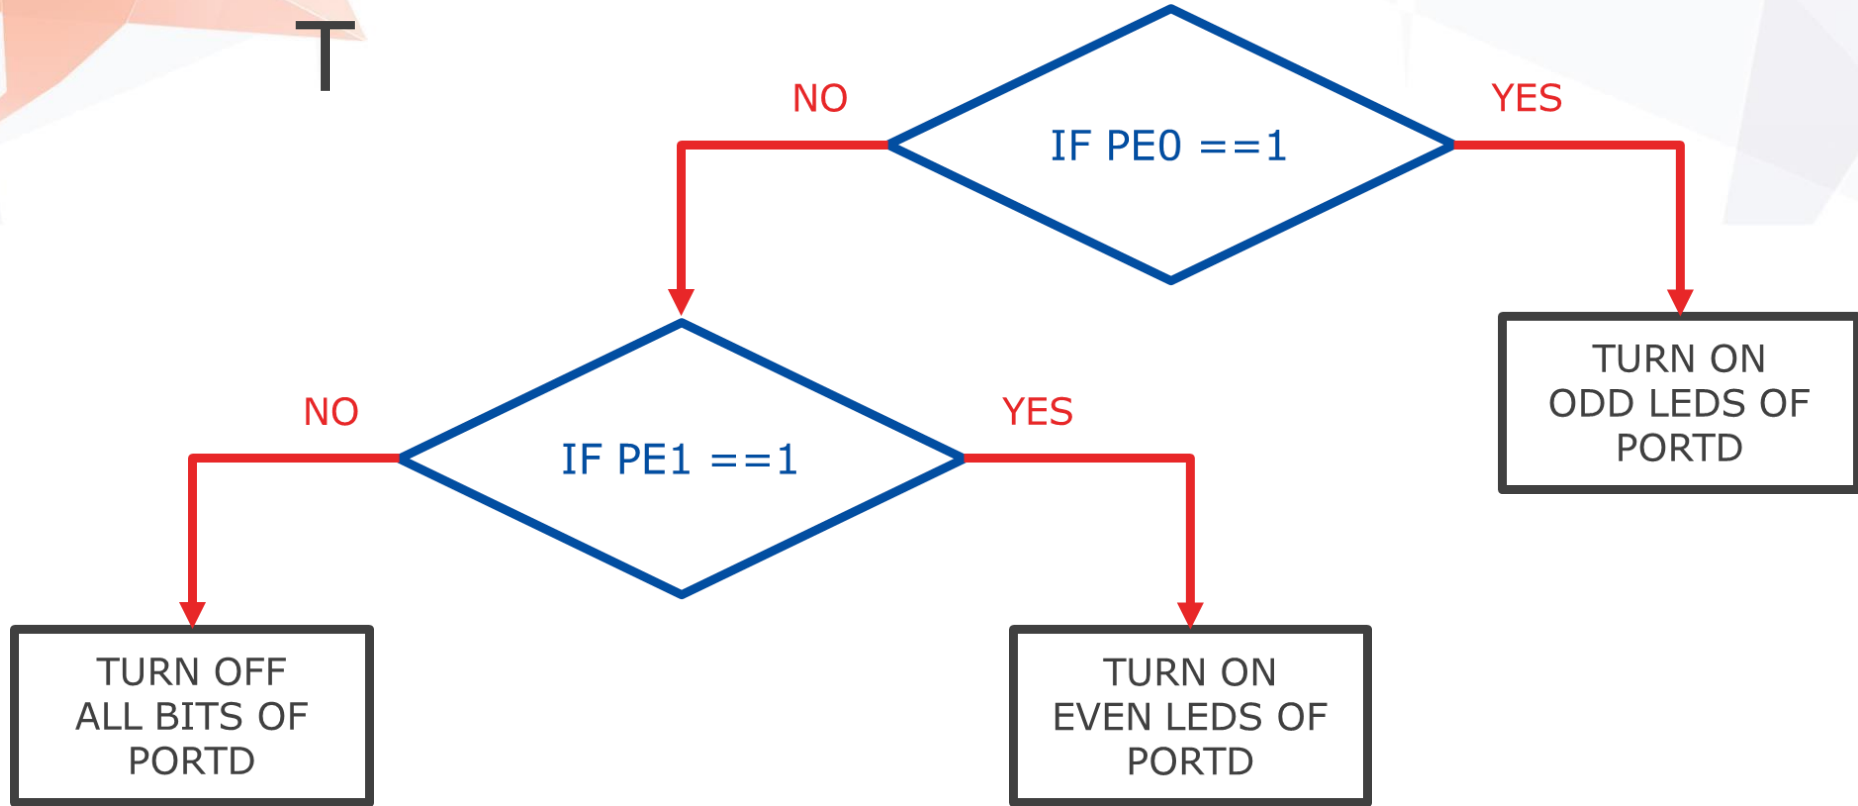 T
NO
YES
IF PE0 ==1
TURN ON
ODD LEDS OF
PORTD
NO
YES
IF PE1 ==1
TURN OFF
ALL BITS OF
PORTD
TURN ON
EVEN LEDS OF
PORTD